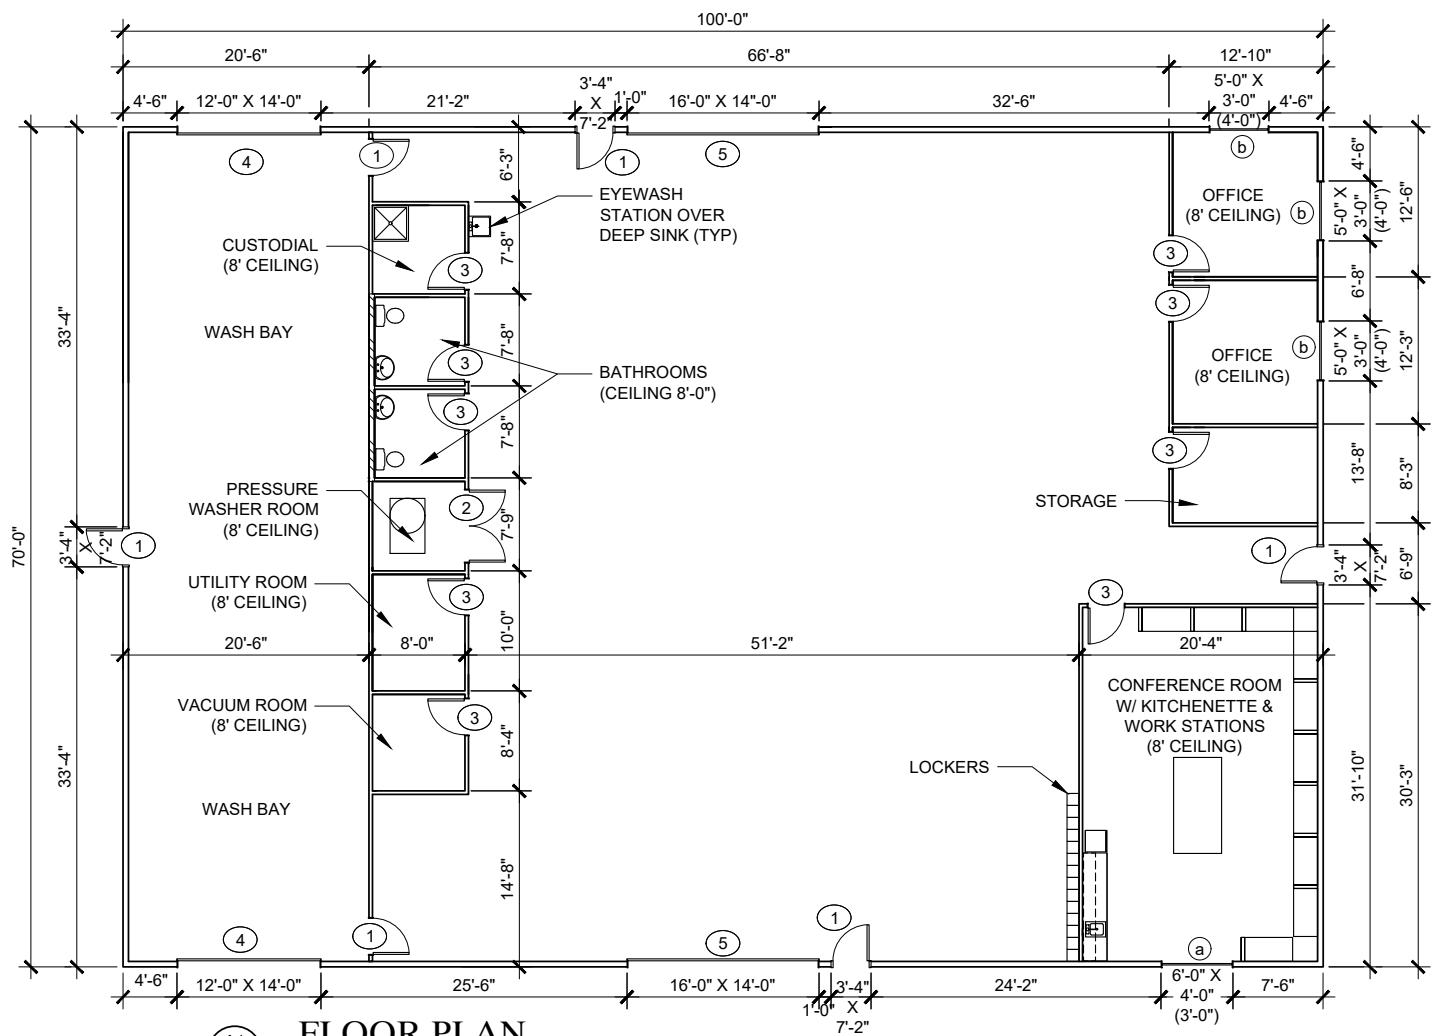 100'-0"
20'-6"
66'-8"
12'-10"
4'-6"
12'-0" X 14'-0"
21'-2"
3'-4"
X
7'-2"
1'-0"
16'-0" X 14"-0"
32'-6"
5'-0" X
3'-0"
(4'-0")
4'-6"
4
1
1
5
b
6'-3"
4'-6"
EYEWASH
STATION OVER
DEEP SINK (TYP)
OFFICE
(8' CEILING)
b
5'-0" X
3'-0"
(4'-0")
12'-6"
CUSTODIAL
(8' CEILING)
7'-8"
3
3
3
6'-8"
33'-4"
WASH BAY
7'-8"
3
OFFICE
(8' CEILING)
b
5'-0" X
3'-0"
(4'-0")
12'-3"
BATHROOMS
(CEILING 8'-0")
3
7'-8"
3
13'-8"
8'-3"
PRESSURE
WASHER ROOM
(8' CEILING)
2
7'-9"
STORAGE
70'-0"
3'-4"
X
7'-2"
1
1
3'-4"
X
7'-2"
6'-9"
UTILITY ROOM
(8' CEILING)
3
3
10'-0"
20'-6"
8'-0"
51'-2"
20'-4"
VACUUM ROOM
(8' CEILING)
3
8'-4"
CONFERENCE ROOM
W/ KITCHENETTE &
WORK STATIONS
(8' CEILING)
33'-4"
LOCKERS
31'-10"
30'-3"
WASH BAY
14'-8"
4
1
5
1
a
4'-6"
12'-0" X 14'-0"
25'-6"
16'-0" X 14'-0"
1'-0"
3'-4"
X
7'-2"
24'-2"
6'-0" X
4'-0"
(3'-0")
7'-6"
FLOOR PLAN